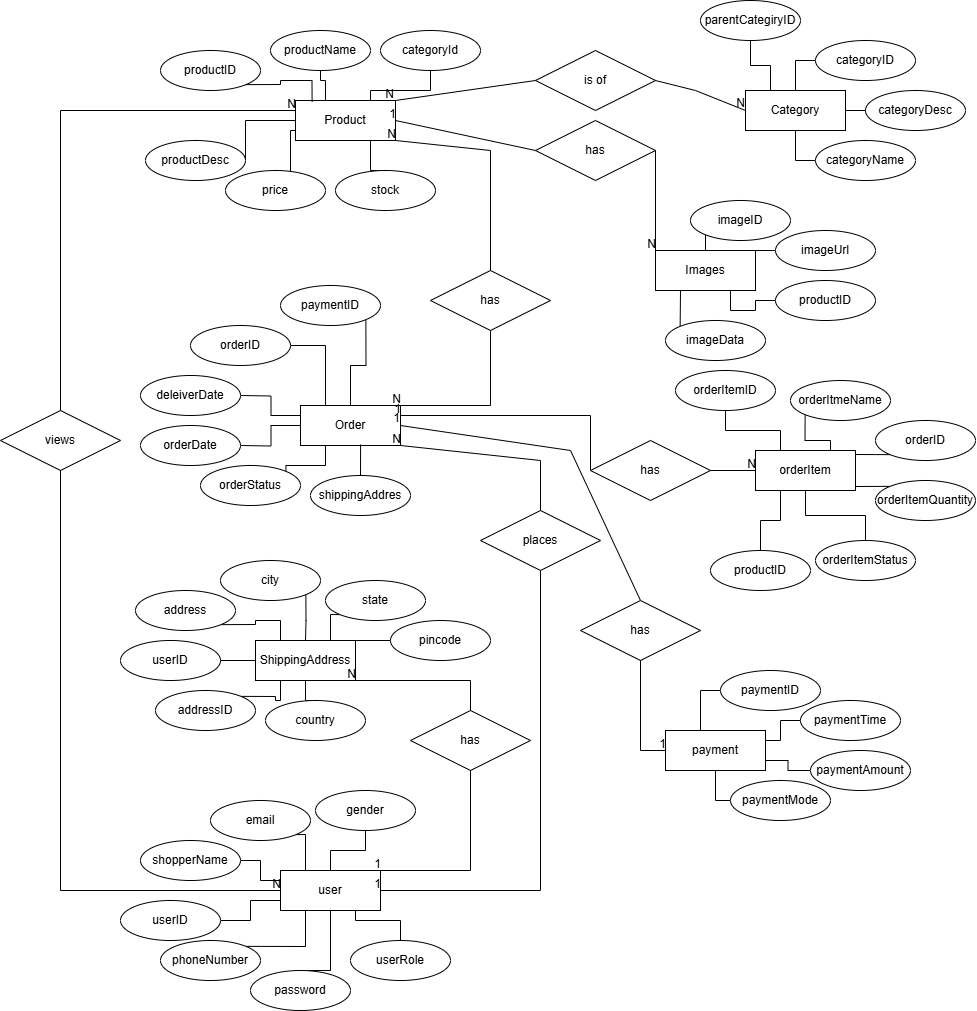 parentCategiryID
productName
categoryId
categoryID
productID
is of
N
N
N
Category
categoryDesc
Product
1
N
has
categoryName
productDesc
price
stock
imageID
N
imageUrl
Images
has
paymentID
productID
imageData
orderID
deleiverDate
orderItemID
orderItmeName
N
1
Order
1
N
views
orderDate
orderID
has
N
orderItem
orderStatus
shippingAddres
orderItemQuantity
places
productID
orderItemStatus
city
state
address
has
pincode
userID
ShippingAddress
N
addressID
country
paymentID
paymentTime
has
1
payment
paymentAmount
paymentMode
gender
email
shopperName
1
N
user
1
userID
phoneNumber
userRole
password